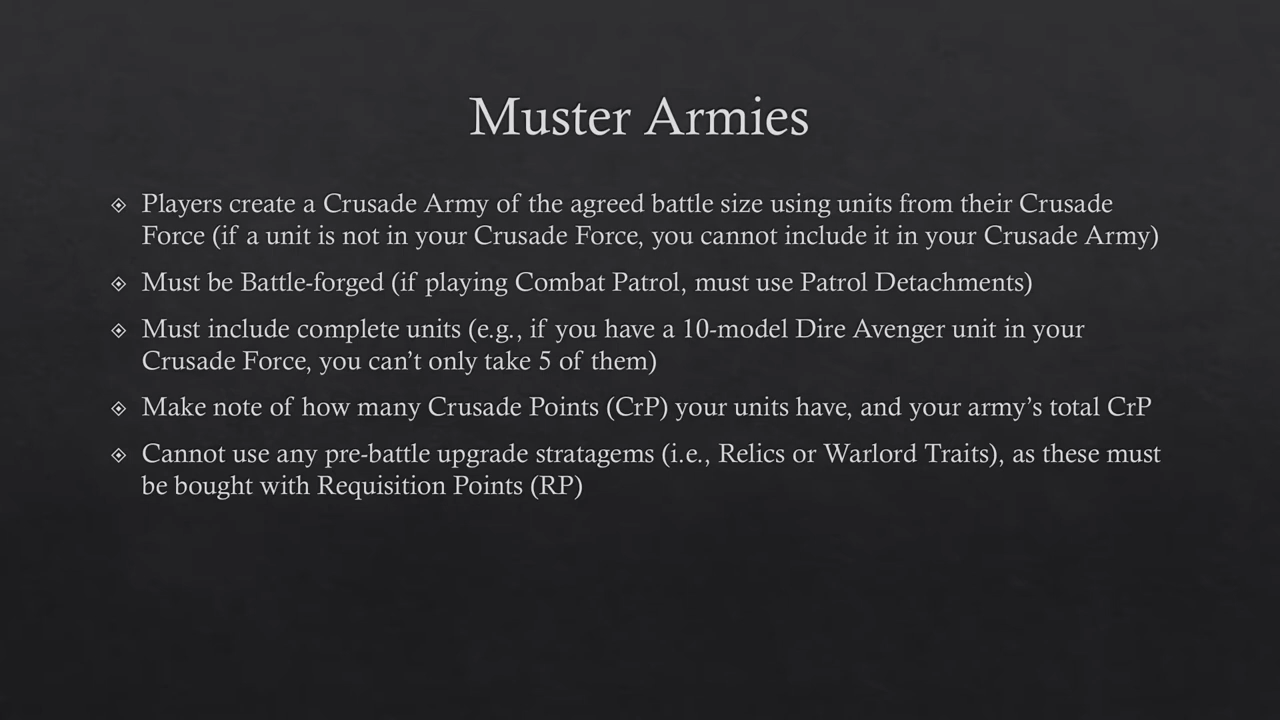 Muster Armies
Players create a Crusade Army of the agreed battle size using units from their Crusade
Force (if a unit is not in your Crusade Force, you cannot include it in your Crusade Army)
Must be Battle-forged (if playing Combat Patrol, must use Patrol Detachments)
Must include complete units (e.g., if you have a 10-model Dire Avenger unit in your
Crusade Force, you can’t only take 5 of them)
Make note of how many Crusade Points (CrP) your units have, and your army’s total CrP
Cannot use any pre-battle upgrade stratagems (i.e., Relics or Warlord Traits), as these must
be bought with Requisition Points (RP)